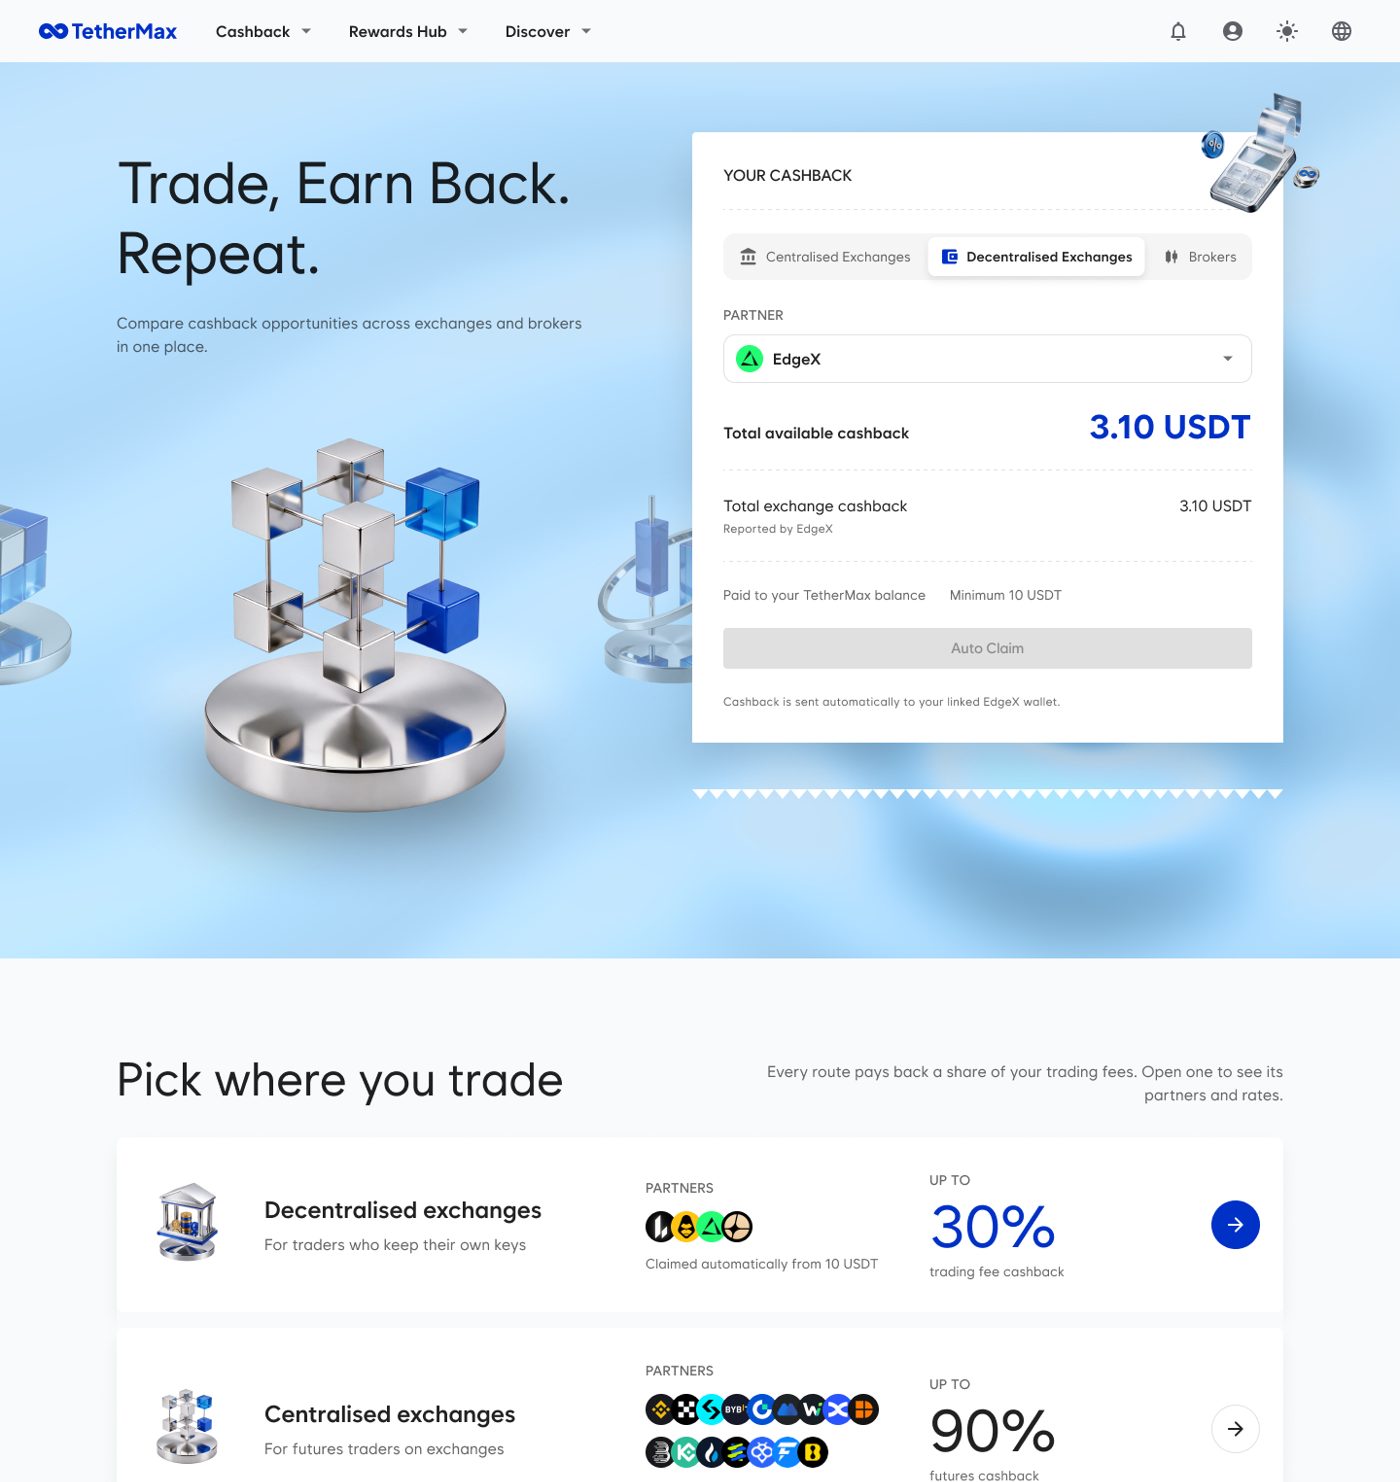 TetherMax
Cashback
Rewards Hub
Discover
Trade, Earn Back.
Repeat.
Compare cashback opportunities across exchanges and brokers
in one place.
YOUR CASHBACK
Centralised Exchanges
Decentralised Exchanges
Brokers
PARTNER
EdgeX
Total available cashback
3.10 USDT
Total exchange cashback
3.10 USDT
Reported by EdgeX
Paid to your TetherMax balance
Minimum 10 USDT
Auto Claim
Cashback is sent automatically to your linked EdgeX wallet.
Pick where you trade
Every route pays back a share of your trading fees. Open one to see its
partners and rates.
Decentralised exchanges
For traders who keep their own keys
PARTNERS
Claimed automatically from 10 USDT
UP TO
30%
trading fee cashback
Centralised exchanges
For futures traders on exchanges
PARTNERS
UP TO
90%
futures cashback